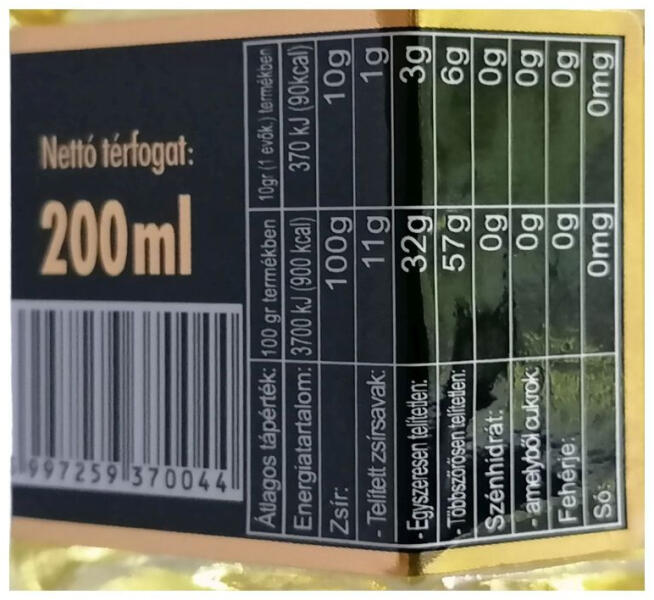 Nettó térfogat:
200 ml
997259 370044
Átlagos tápérték: 100 gr termékben 10gr (1 evők.) termékben
Energiatartalom: 3700 kJ (900 kcal) 370 kJ (90kcal)
Zsír: 100g 10g
- Telített zsírsavak: 11g 1g
- Egyszeresen telítetlen: 32g 3g
- Többszörösen telítetlen: 57g 6g
Szénhidrát: 0g 0g
- amelyből cukrok: 0g 0g
Fehérje: 0g 0g
Só: 0mg 0mg